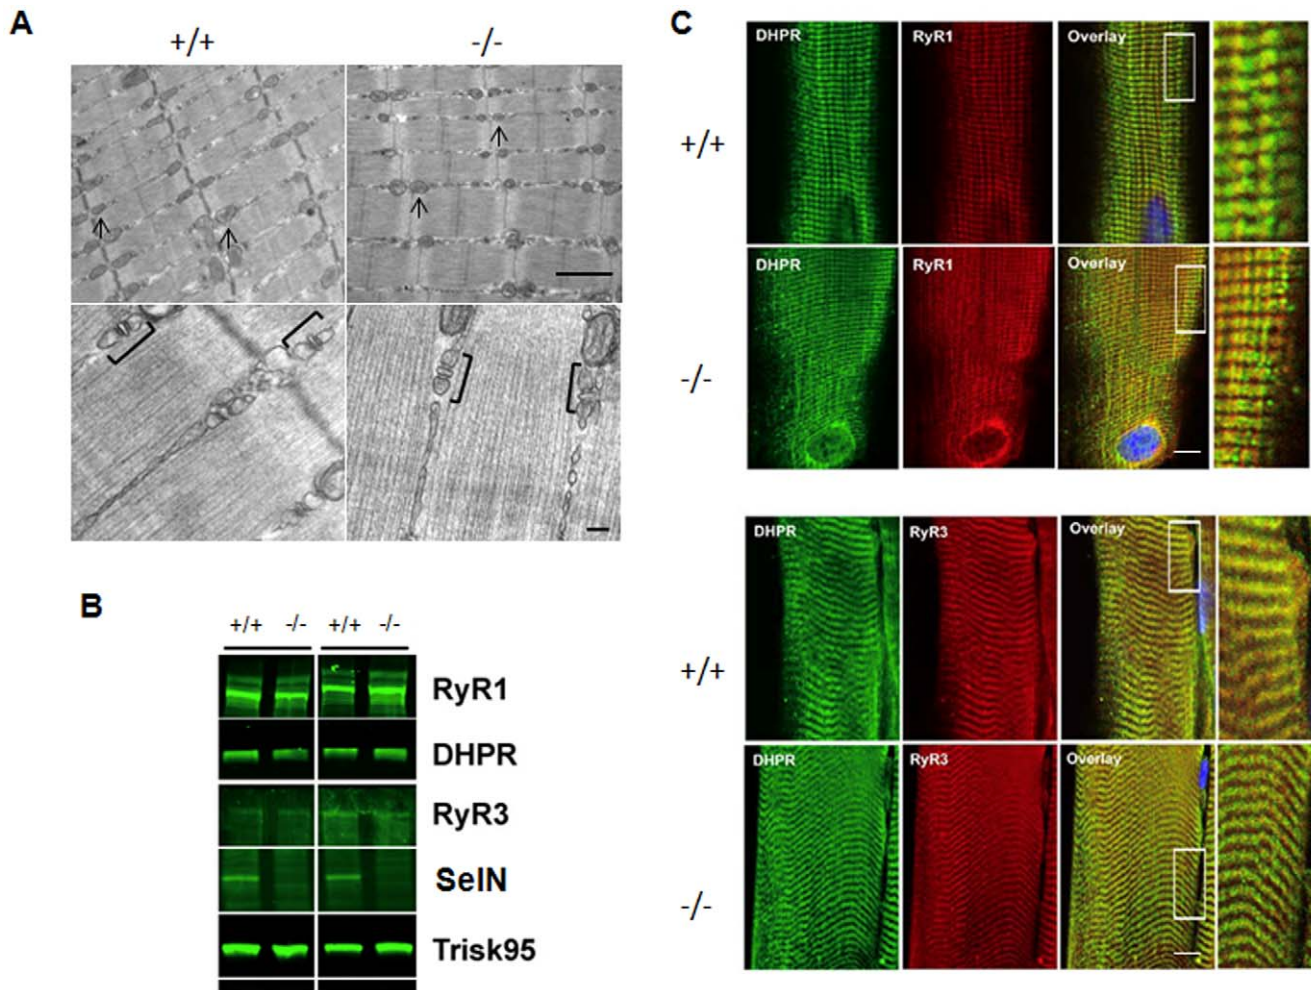 A
+/+ -/-
B
+/+ -/- +/+ -/-
RyR1
DHPR
RyR3
SelN
Trisk95
C
DHPR RyR1 Overlay
+/+
DHPR RyR1 Overlay
-/-
DHPR RyR3 Overlay
+/+
DHPR RyR3 Overlay
-/-